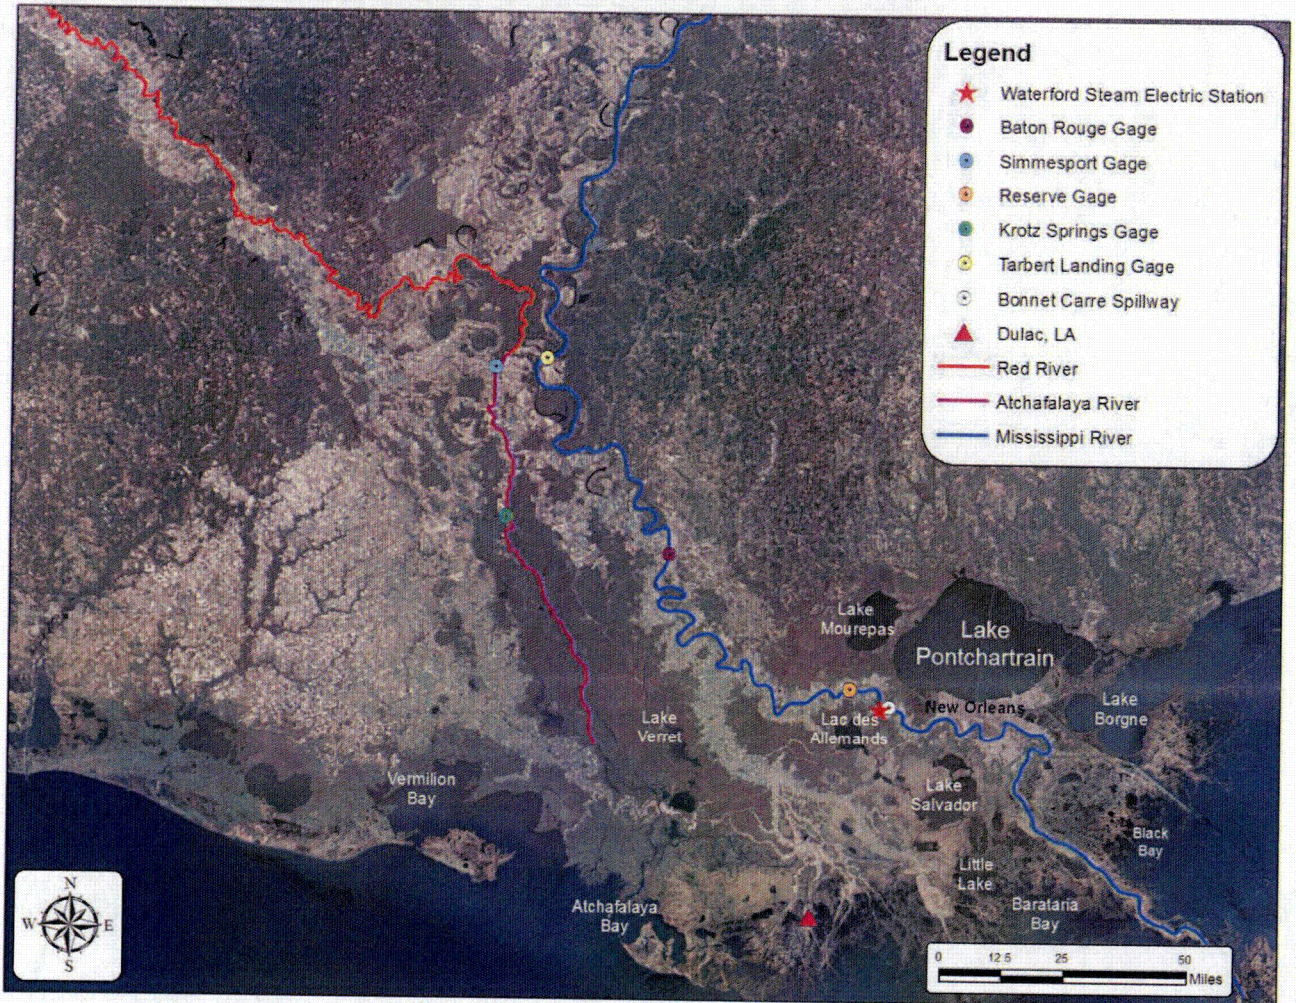 Legend
Waterford Steam Electric Station
Baton Rouge Gage
Simmesport Gage
Reserve Gage
Krotz Springs Gage
Tarbert Landing Gage
Bonnet Carre Spillway
Dulac, LA
Red River
Atchafalaya River
Mississippi River
Lake
Mourepas
Lake
Pontchartrain
New Orleans
Lake
Borgne
Lac des
Allemands
Lake
Verret
Vermilion
Bay
Lake
Salvador
Black
Bay
Little
Lake
Barataria
Bay
Atchafalaya
Bay
N
W E
S
0 12.5 25 50
Miles